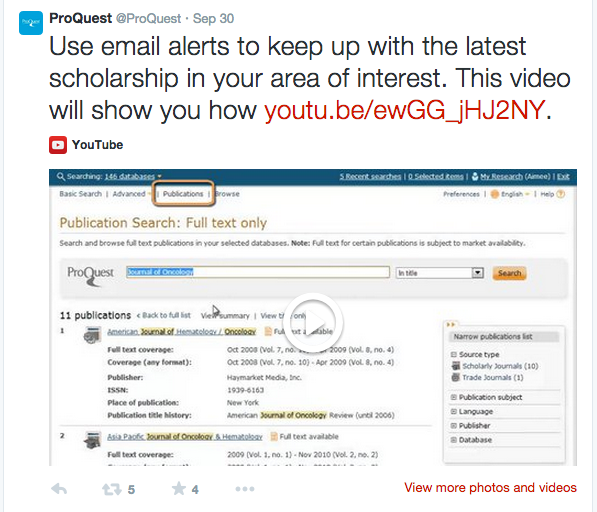 ProQuest @ProQuest · Sep 30
Use email alerts to keep up with the latest
scholarship in your area of interest. This video
will show you how youtu.be/ewGG_jHJ2NY.
YouTube
Searching: 146 databases
5 Recent searches | 0 Selected items | My Research (Aimee) | Exit
Basic Search | Advanced | Publications | Browse
Preferences | English | Help
Publication Search: Full text only
Search and browse full text publications in your selected databases. Note: Full text for certain publications is subject to market availability.
ProQuest Journal of Oncology In title Search
11 publications < Back to full list View summary | View title only
1 American Journal of Hematology / Oncology Full text available
Full text coverage: Oct 2008 (Vol. 7, no. 2009 (Vol. 8, no. 4)
Coverage (any format): Oct 2008 (Vol. 7, no. 10) - Apr 2009 (Vol. 8, no. 4)
Publisher: Haymarket Media, Inc.
ISSN: 1939-6163
Place of publication: New York
Publication title history: American Journal of Oncology Review (until 2006)
2 Asia Pacific Journal of Oncology & Hematology Full text available
Full text coverage: 2009 (Vol. 1, no. 1) - Nov 2010 (Vol. 2, no. 2)
Narrow publications list
Source type
Scholarly Journals (10)
Trade Journals (1)
Publication subject
Language
Publisher
Database
5 4
View more photos and videos